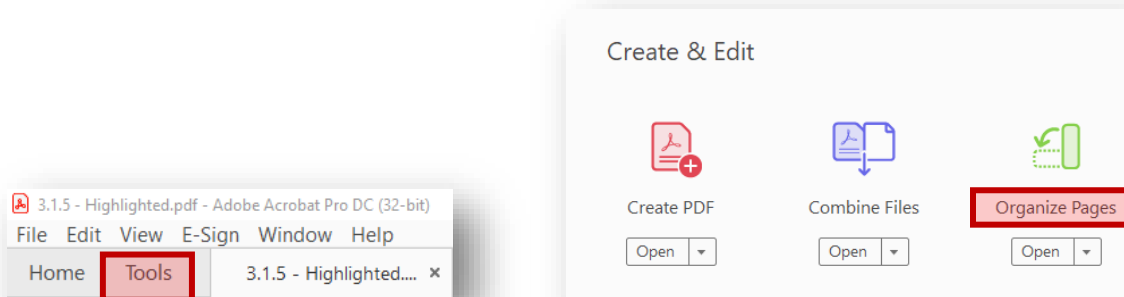 Create & Edit
Create PDF
Combine Files
Organize Pages
Open
Open
Open
3.1.5 - Highlighted.pdf - Adobe Acrobat Pro DC (32-bit)
File Edit View E-Sign Window Help
Home Tools 3.1.5 - Highlighted.... ×